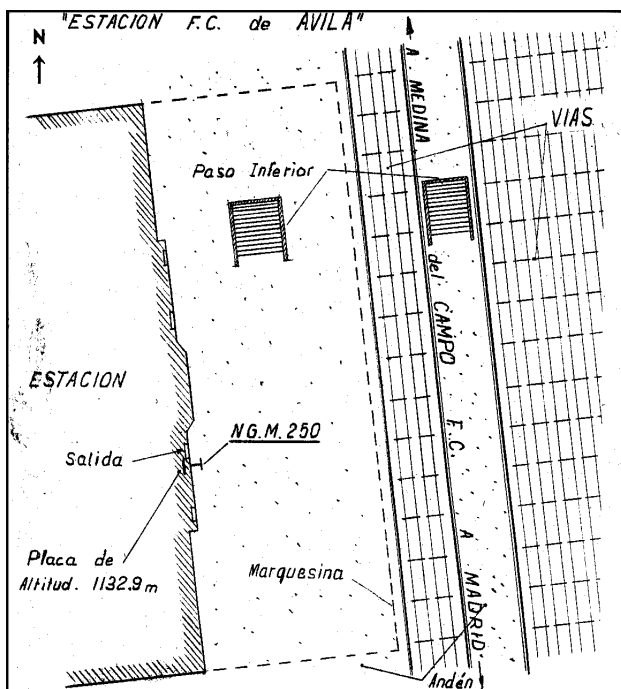 "ESTACION F.C. de AVILA"
N
A MEDINA del CAMPO F.C. A MADRID
VIAS
Paso Inferior
ESTACION
N.G.M. 250
Salida
Placa de
Altitud. 1132.9 m
Marquesina
Andén